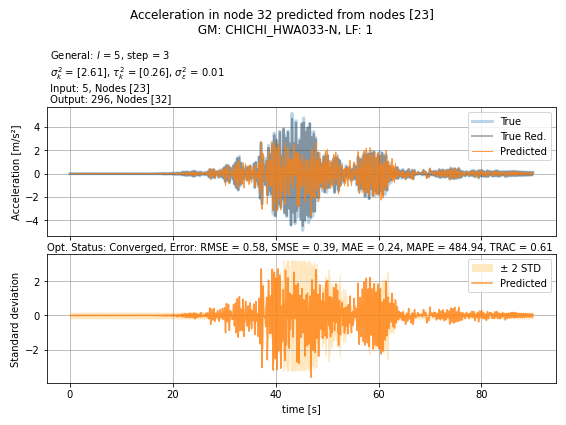 Acceleration in node 32 predicted from nodes [23]
GM: CHICHI_HWA033-N, LF: 1
General: l = 5, step = 3
σ²ₖ = [2.61], τ²ₖ = [0.26], σ²ε = 0.01
Input: 5, Nodes [23]
Output: 296, Nodes [32]
Acceleration [m/s²]
4
2
0
−2
−4
True
True Red.
Predicted
Opt. Status: Converged, Error: RMSE = 0.58, SMSE = 0.39, MAE = 0.24, MAPE = 484.94, TRAC = 0.61
Standard deviation
2
0
−2
± 2 STD
Predicted
0 20 40 60 80
time [s]